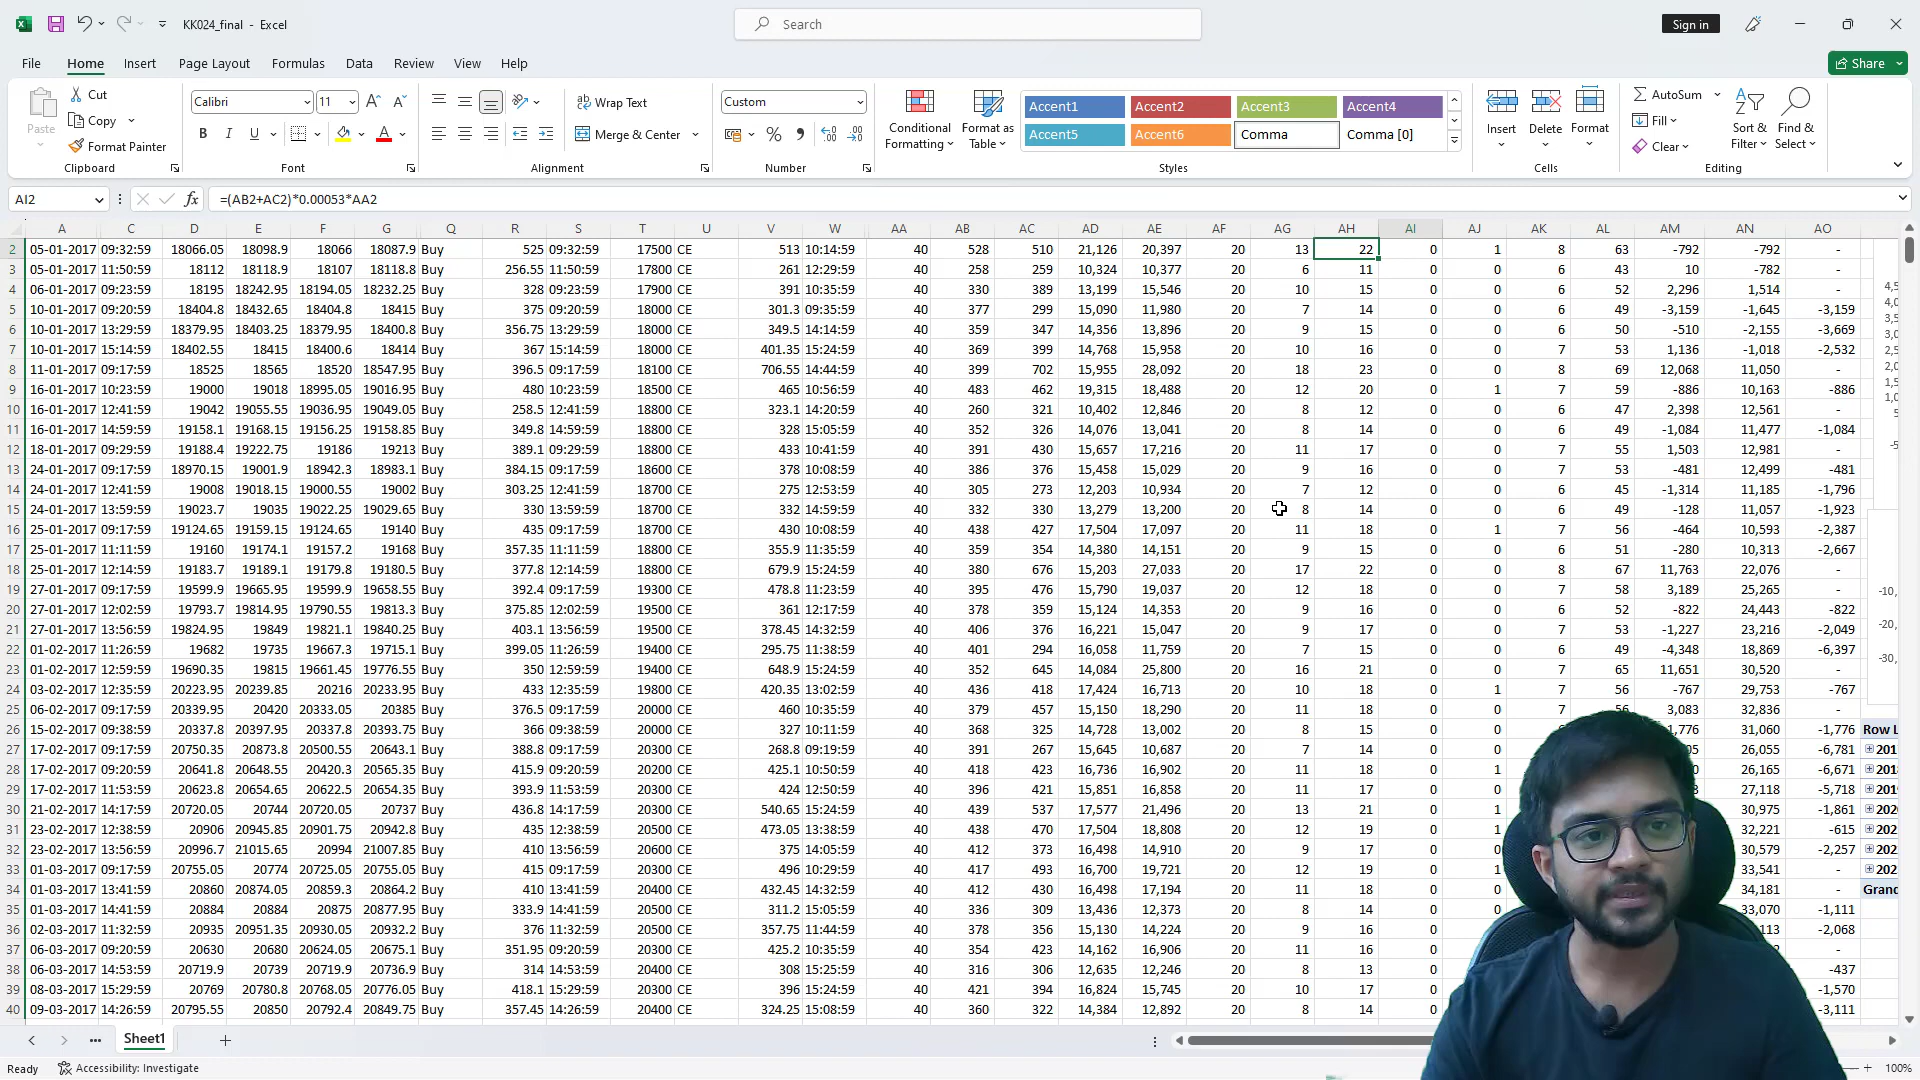 KK024_final - Excel
Search
Sign in
File Home Insert Page Layout Formulas Data Review View Help
Share
Paste
Cut
Copy
Format Painter
Clipboard
Calibri 11
B I U
Font
Wrap Text
Merge & Center
Alignment
Custom
Number
Conditional Formatting
Format as Table
Accent1 Accent2 Accent3 Accent4
Accent5 Accent6 Comma Comma [0]
Styles
Insert Delete Format
Cells
AutoSum
Fill
Clear
Sort & Filter
Find & Select
Editing
AI2 fx =(AB2+AC2)*0.00053*AA2
A C D E F G Q R S T U V W AA AB AC AD AE AF AG AH AI AJ AK AL AM AN AO
2 05-01-2017 09:32:59 18066.05 18098.9 18066 18087.9 Buy 525 09:32:59 17500 CE 513 10:14:59 40 528 510 21,126 20,397 20 13 22 0 1 8 63 -792 -792 -
3 05-01-2017 11:50:59 18112 18118.9 18107 18118.8 Buy 256.55 11:50:59 17800 CE 261 12:29:59 40 258 259 10,324 10,377 20 6 11 0 0 6 43 10 -782 -
4 06-01-2017 09:23:59 18195 18242.95 18194.05 18232.25 Buy 328 09:23:59 17900 CE 391 10:35:59 40 330 389 13,199 15,546 20 10 15 0 0 6 52 2,296 1,514 -
5 10-01-2017 09:20:59 18404.8 18432.65 18404.8 18415 Buy 375 09:20:59 18000 CE 301.3 09:35:59 40 377 299 15,090 11,980 20 7 14 0 0 6 49 -3,159 -1,645 -3,159
6 10-01-2017 13:29:59 18379.95 18403.25 18379.95 18400.8 Buy 356.75 13:29:59 18000 CE 349.5 14:14:59 40 359 347 14,356 13,896 20 9 15 0 0 6 50 -510 -2,155 -3,669
7 10-01-2017 15:14:59 18402.55 18415 18400.6 18414 Buy 367 15:14:59 18000 CE 401.35 15:24:59 40 369 399 14,768 15,958 20 10 16 0 0 7 53 1,136 -1,018 -2,532
8 11-01-2017 09:17:59 18525 18565 18520 18547.95 Buy 396.5 09:17:59 18100 CE 706.55 14:44:59 40 399 702 15,955 28,092 20 18 23 0 0 8 69 12,068 11,050 -
9 16-01-2017 10:23:59 19000 19018 18995.05 19016.95 Buy 480 10:23:59 18500 CE 465 10:56:59 40 483 462 19,315 18,488 20 12 20 0 1 7 59 -886 10,163 -886
10 16-01-2017 12:41:59 19042 19055.55 19036.95 19049.05 Buy 258.5 12:41:59 18800 CE 323.1 14:20:59 40 260 321 10,402 12,846 20 8 12 0 0 6 47 2,398 12,561 -
11 16-01-2017 14:59:59 19158.1 19168.15 19156.25 19158.85 Buy 349.8 14:59:59 18800 CE 328 15:05:59 40 352 326 14,076 13,041 20 8 14 0 0 6 49 -1,084 11,477 -1,084
12 18-01-2017 09:29:59 19188.4 19222.75 19186 19213 Buy 389.1 09:29:59 18800 CE 433 10:41:59 40 391 430 15,657 17,216 20 11 17 0 0 7 55 1,503 12,981 -
13 24-01-2017 09:17:59 18970.15 19001.9 18942.3 18983.1 Buy 384.15 09:17:59 18600 CE 378 10:08:59 40 386 376 15,458 15,029 20 9 16 0 0 7 53 -481 12,499 -481
14 24-01-2017 12:41:59 19008 19018.15 19000.55 19002 Buy 303.25 12:41:59 18700 CE 275 12:53:59 40 305 273 12,203 10,934 20 7 12 0 0 6 45 -1,314 11,185 -1,796
15 24-01-2017 13:59:59 19023.7 19035 19022.25 19029.65 Buy 330 13:59:59 18700 CE 332 14:59:59 40 332 330 13,279 13,200 20 8 14 0 0 6 49 -128 11,057 -1,923
16 25-01-2017 09:17:59 19124.65 19159.15 19124.65 19140 Buy 435 09:17:59 18700 CE 430 10:08:59 40 438 427 17,504 17,097 20 11 18 0 1 7 56 -464 10,593 -2,387
17 25-01-2017 11:11:59 19160 19174.1 19157.2 19168 Buy 357.35 11:11:59 18800 CE 355.9 11:35:59 40 359 354 14,380 14,151 20 9 15 0 0 6 51 -280 10,313 -2,667
18 25-01-2017 12:14:59 19183.7 19189.1 19179.8 19180.5 Buy 377.8 12:14:59 18800 CE 679.9 15:24:59 40 380 676 15,203 27,033 20 17 22 0 0 8 67 11,763 22,076 -
19 27-01-2017 09:17:59 19599.9 19665.95 19599.9 19658.55 Buy 392.4 09:17:59 19300 CE 478.8 11:23:59 40 395 476 15,790 19,037 20 12 18 0 0 7 58 3,189 25,265 -
20 27-01-2017 12:02:59 19793.7 19814.95 19790.55 19813.3 Buy 375.85 12:02:59 19500 CE 361 12:17:59 40 378 359 15,124 14,353 20 9 16 0 0 6 52 -822 24,443 -822
21 27-01-2017 13:56:59 19824.95 19849 19821.1 19840.25 Buy 403.1 13:56:59 19500 CE 378.45 14:32:59 40 406 376 16,221 15,047 20 9 17 0 0 7 53 -1,227 23,216 -2,049
22 01-02-2017 11:26:59 19682 19735 19667.3 19715.1 Buy 399.05 11:26:59 19400 CE 295.75 11:38:59 40 401 294 16,058 11,759 20 7 15 0 0 6 49 -4,348 18,869 -6,397
23 01-02-2017 12:59:59 19690.35 19815 19661.45 19776.55 Buy 350 12:59:59 19400 CE 648.9 15:24:59 40 352 645 14,084 25,800 20 16 21 0 0 7 65 11,651 30,520 -
24 03-02-2017 12:35:59 20223.95 20239.85 20216 20233.95 Buy 433 12:35:59 19800 CE 420.35 13:02:59 40 436 418 17,424 16,713 20 10 18 0 1 7 56 -767 29,753 -767
25 06-02-2017 09:17:59 20339.95 20420 20333.05 20385 Buy 376.5 09:17:59 20000 CE 460 10:35:59 40 379 457 15,150 18,290 20 11 18 0 0 7 56 3,083 32,836 -
26 15-02-2017 09:38:59 20337.8 20397.95 20337.8 20393.75 Buy 366 09:38:59 20000 CE 327 10:11:59 40 368 325 14,728 13,002 20 8 15 0 0 31,060 -1,776
27 17-02-2017 09:17:59 20750.35 20873.8 20500.55 20643.1 Buy 388.8 09:17:59 20300 CE 268.8 09:19:59 40 391 267 15,645 10,687 20 7 14 0 0 26,055 -6,781
28 17-02-2017 09:20:59 20641.8 20648.55 20420.3 20565.35 Buy 415.9 09:20:59 20200 CE 425.1 10:50:59 40 418 423 16,736 16,902 20 11 18 0 1 26,165 -6,671
29 17-02-2017 11:53:59 20623.8 20654.65 20622.5 20654.35 Buy 393.9 11:53:59 20300 CE 424 12:50:59 40 396 421 15,851 16,858 20 11 17 0 0 27,118 -5,718
30 21-02-2017 14:17:59 20720.05 20744 20720.05 20737 Buy 436.8 14:17:59 20300 CE 540.65 15:24:59 40 439 537 17,577 21,496 20 13 21 0 1 30,975 -1,861
31 23-02-2017 12:38:59 20906 20945.85 20901.75 20942.8 Buy 435 12:38:59 20500 CE 473.05 13:38:59 40 438 470 17,504 18,808 20 12 19 0 1 32,221 -615
32 23-02-2017 13:56:59 20996.7 21015.65 20994 21007.85 Buy 410 13:56:59 20600 CE 375 14:05:59 40 412 373 16,498 14,910 20 9 17 0 0 30,579 -2,257
33 01-03-2017 09:17:59 20755.05 20774 20725.05 20755.05 Buy 415 09:17:59 20300 CE 496 10:29:59 40 417 493 16,700 19,721 20 12 19 0 1 33,541 -
34 01-03-2017 13:41:59 20860 20874.05 20859.3 20864.2 Buy 410 13:41:59 20400 CE 432.45 14:32:59 40 412 430 16,498 17,194 20 11 18 0 0 34,181 -
35 01-03-2017 14:41:59 20884 20884 20875 20877.95 Buy 333.9 14:41:59 20500 CE 311.2 15:05:59 40 336 309 13,436 12,373 20 8 14 0 0 33,070 -1,111
36 02-03-2017 11:32:59 20935 20951.35 20930.05 20932.2 Buy 376 11:32:59 20500 CE 357.75 11:44:59 40 378 356 15,130 14,224 20 9 16 0 0 -2,068
37 06-03-2017 09:20:59 20630 20680 20624.05 20675.1 Buy 351.95 09:20:59 20300 CE 425.2 10:35:59 40 354 423 14,162 16,906 20 11 16 0 0 -
38 06-03-2017 14:53:59 20719.9 20739 20719.9 20736.9 Buy 314 14:53:59 20400 CE 308 15:25:59 40 316 306 12,635 12,246 20 8 13 0 0 -437
39 08-03-2017 15:29:59 20769 20780.8 20768.05 20776.05 Buy 418.1 15:29:59 20300 CE 396 15:24:59 40 421 394 16,824 15,745 20 10 17 0 -1,570
40 09-03-2017 14:26:59 20795.55 20850 20792.4 20849.75 Buy 357.45 14:26:59 20400 CE 324.25 15:08:59 40 360 322 14,384 12,892 20 8 14 0 -3,111
Sheet1
Ready Accessibility: Investigate 100%